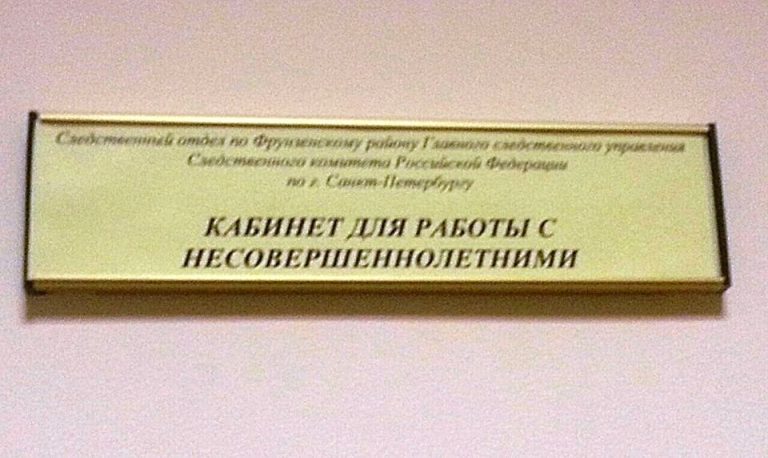 Следственный отдел по Фрунзенскому району Главного следственного управления
Следственного комитета Российской Федерации
по г. Санкт-Петербургу
КАБИНЕТ ДЛЯ РАБОТЫ С
НЕСОВЕРШЕННОЛЕТНИМИ